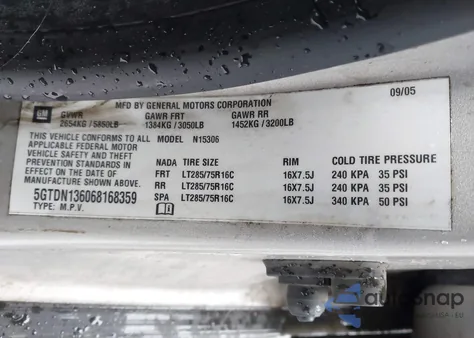 09/05
MFD BY GENERAL MOTORS CORPORATION
GM GVWR GAWR FRT GAWR RR
2654KG / 5850LB 1384KG / 3050LB 1452KG / 3200LB
THIS VEHICLE CONFORMS TO ALL MODEL N15306
APPLICABLE FEDERAL MOTOR
VEHICLE SAFETY AND THEFT NADA TIRE SIZE RIM COLD TIRE PRESSURE
PREVENTION STANDARDS IN FRT LT285/75R16C 16X7.5J 240 KPA 35 PSI
EFFECT ON THE DATE OF RR LT285/75R16C 16X7.5J 240 KPA 35 PSI
MANUFACTURE SHOWN ABOVE. SPA LT285/75R16C 16X7.5J 340 KPA 50 PSI
5GTDN136068168359
TYPE: M.P.V.
autosnap